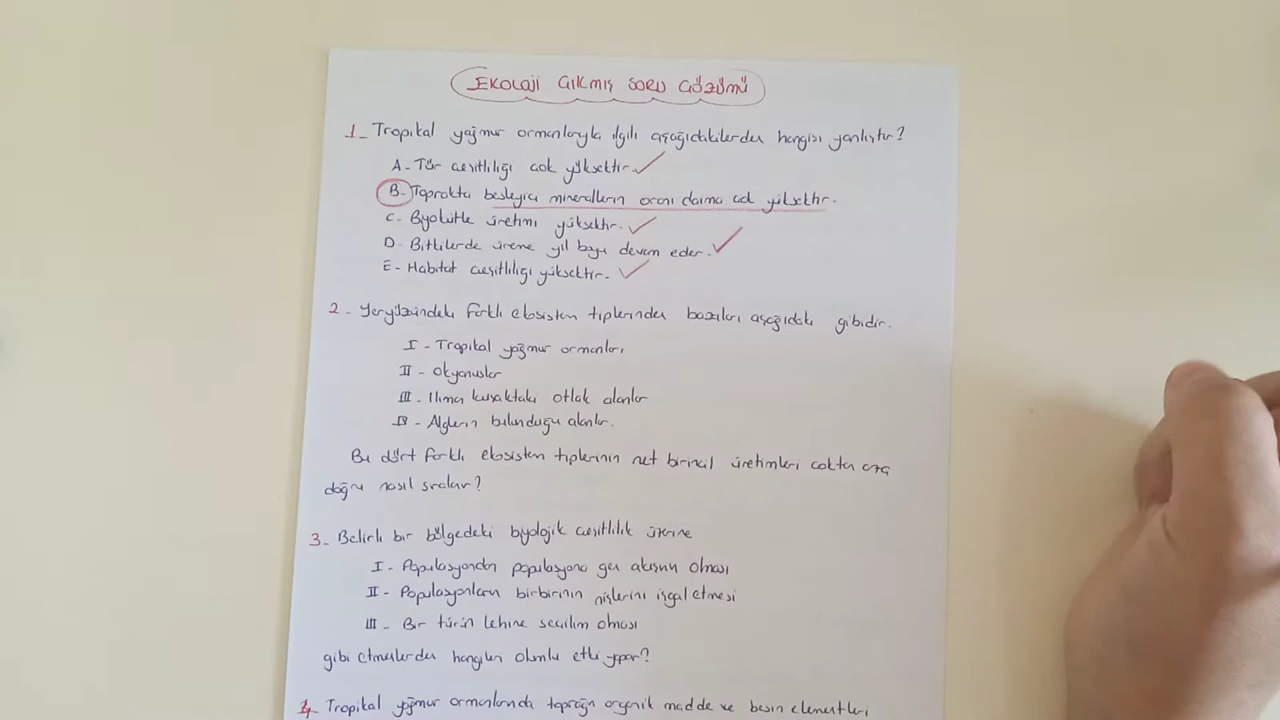 EKOLOJİ ÇIKMIŞ SORU ÇÖZÜMÜ
1- Tropikal yağmur ormanlarıyla ilgili aşağıdakilerden hangisi yanlıştır?
A- Tür çeşitliliği çok yüksektir.
B- Toprakta besleyici minerallerin oranı daima çok yüksektir.
C- Biyokütle üretimi yüksektir.
D- Bitkilerde üreme yıl boyu devam eder.
E- Habitat çeşitliliği yüksektir.
2- Yeryüzündeki farklı ekosistem tiplerinden bazıları aşağıdaki gibidir.
I - Tropikal yağmur ormanları
II - Okyanuslar
III - Ilıman kuşaktaki otlak alanlar
IV - Alglerin bulunduğu alanlar.
Bu dört farklı ekosistem tiplerinin net birincil üretimleri çoktan aza
doğru nasıl sıralanır?
3- Belirli bir bölgedeki biyolojik çeşitlilik üzerine
I - Populasyondan populasyona gen akışının olması
II - Populasyonların birbirinin nişlerini işgal etmesi
III - Bir türün lehine seçilim olması
gibi etmenlerden hangileri olumlu etki yapar?
4- Tropikal yağmur ormanlarında toprağın organik madde ve besin elementleri